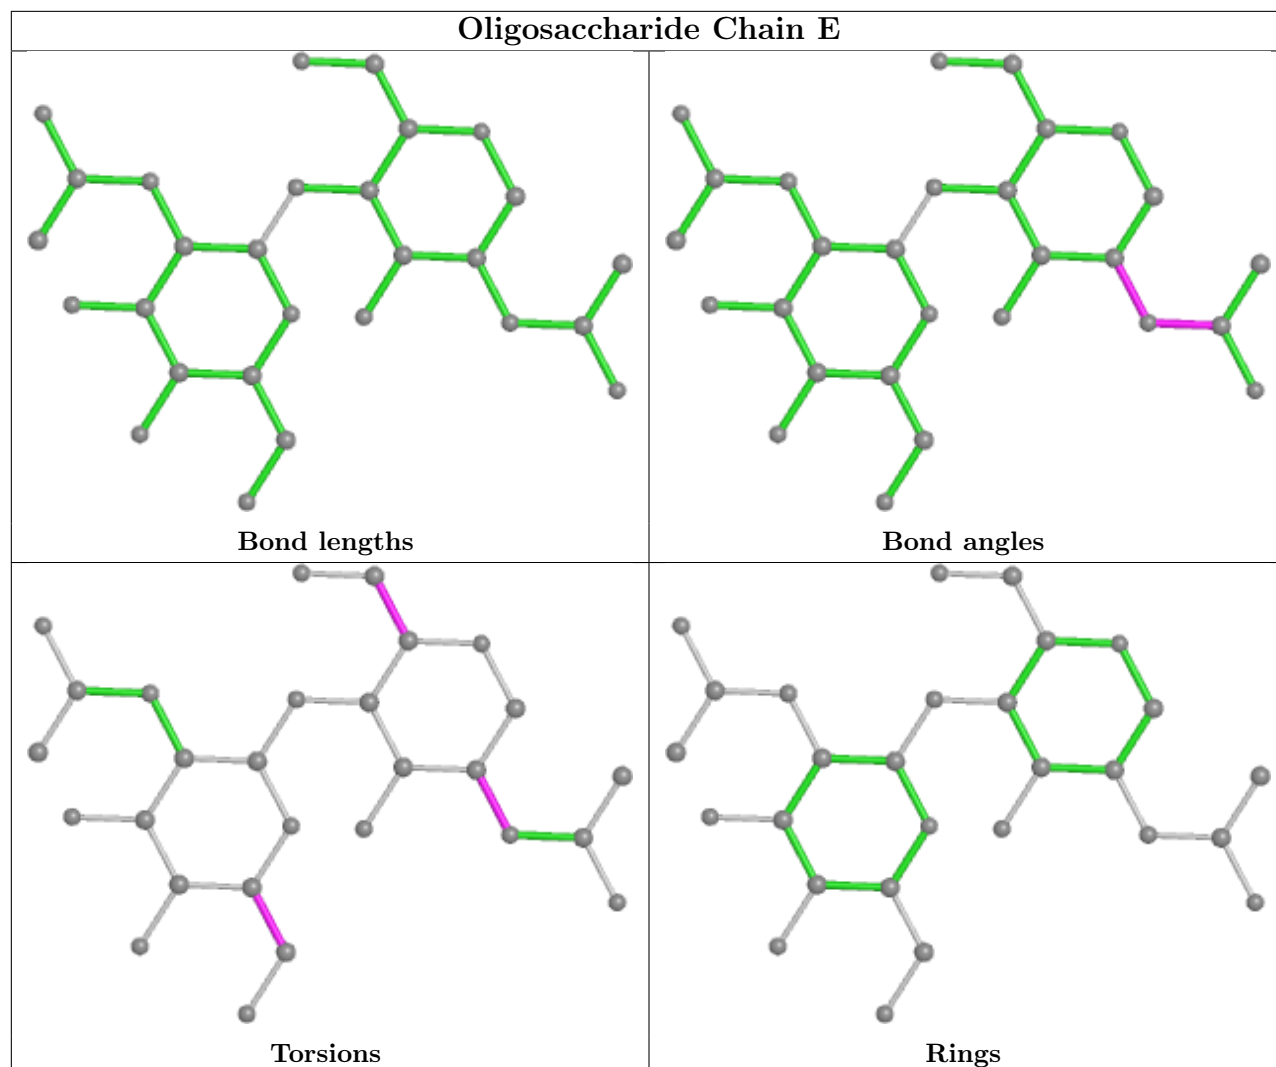 Oligosaccharide Chain E
Bond lengths
Bond angles
Torsions
Rings